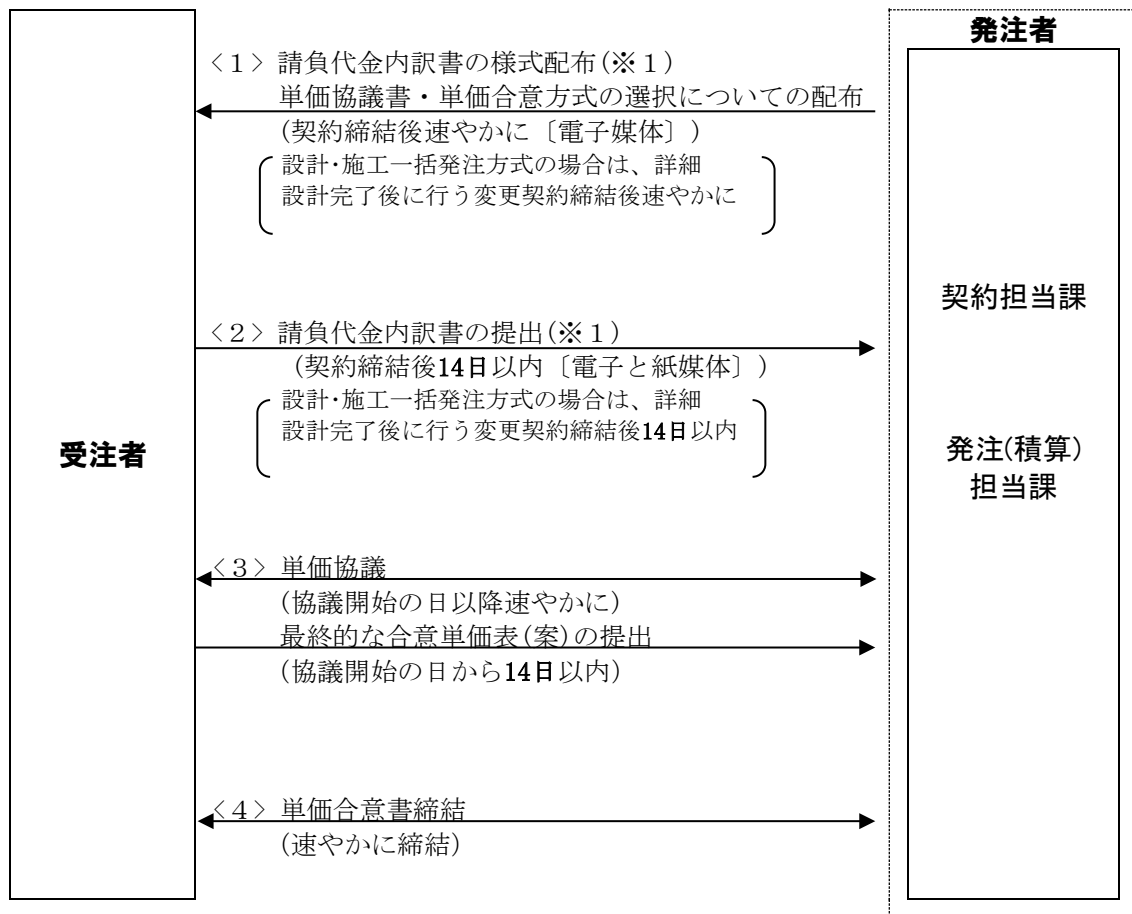 発注者
<1> 請負代金内訳書の様式配布(※1)
単価協議書・単価合意方式の選択についての配布
(契約締結後速やかに〔電子媒体〕)
設計・施工一括発注方式の場合は、詳細
設計完了後に行う変更契約締結後速やかに
契約担当課
<2> 請負代金内訳書の提出(※1)
(契約締結後14日以内〔電子と紙媒体〕)
設計・施工一括発注方式の場合は、詳細
設計完了後に行う変更契約締結後14日以内
受注者
発注(積算)
担当課
<3> 単価協議
(協議開始の日以降速やかに)
最終的な合意単価表(案)の提出
(協議開始の日から14日以内)
<4> 単価合意書締結
(速やかに締結)